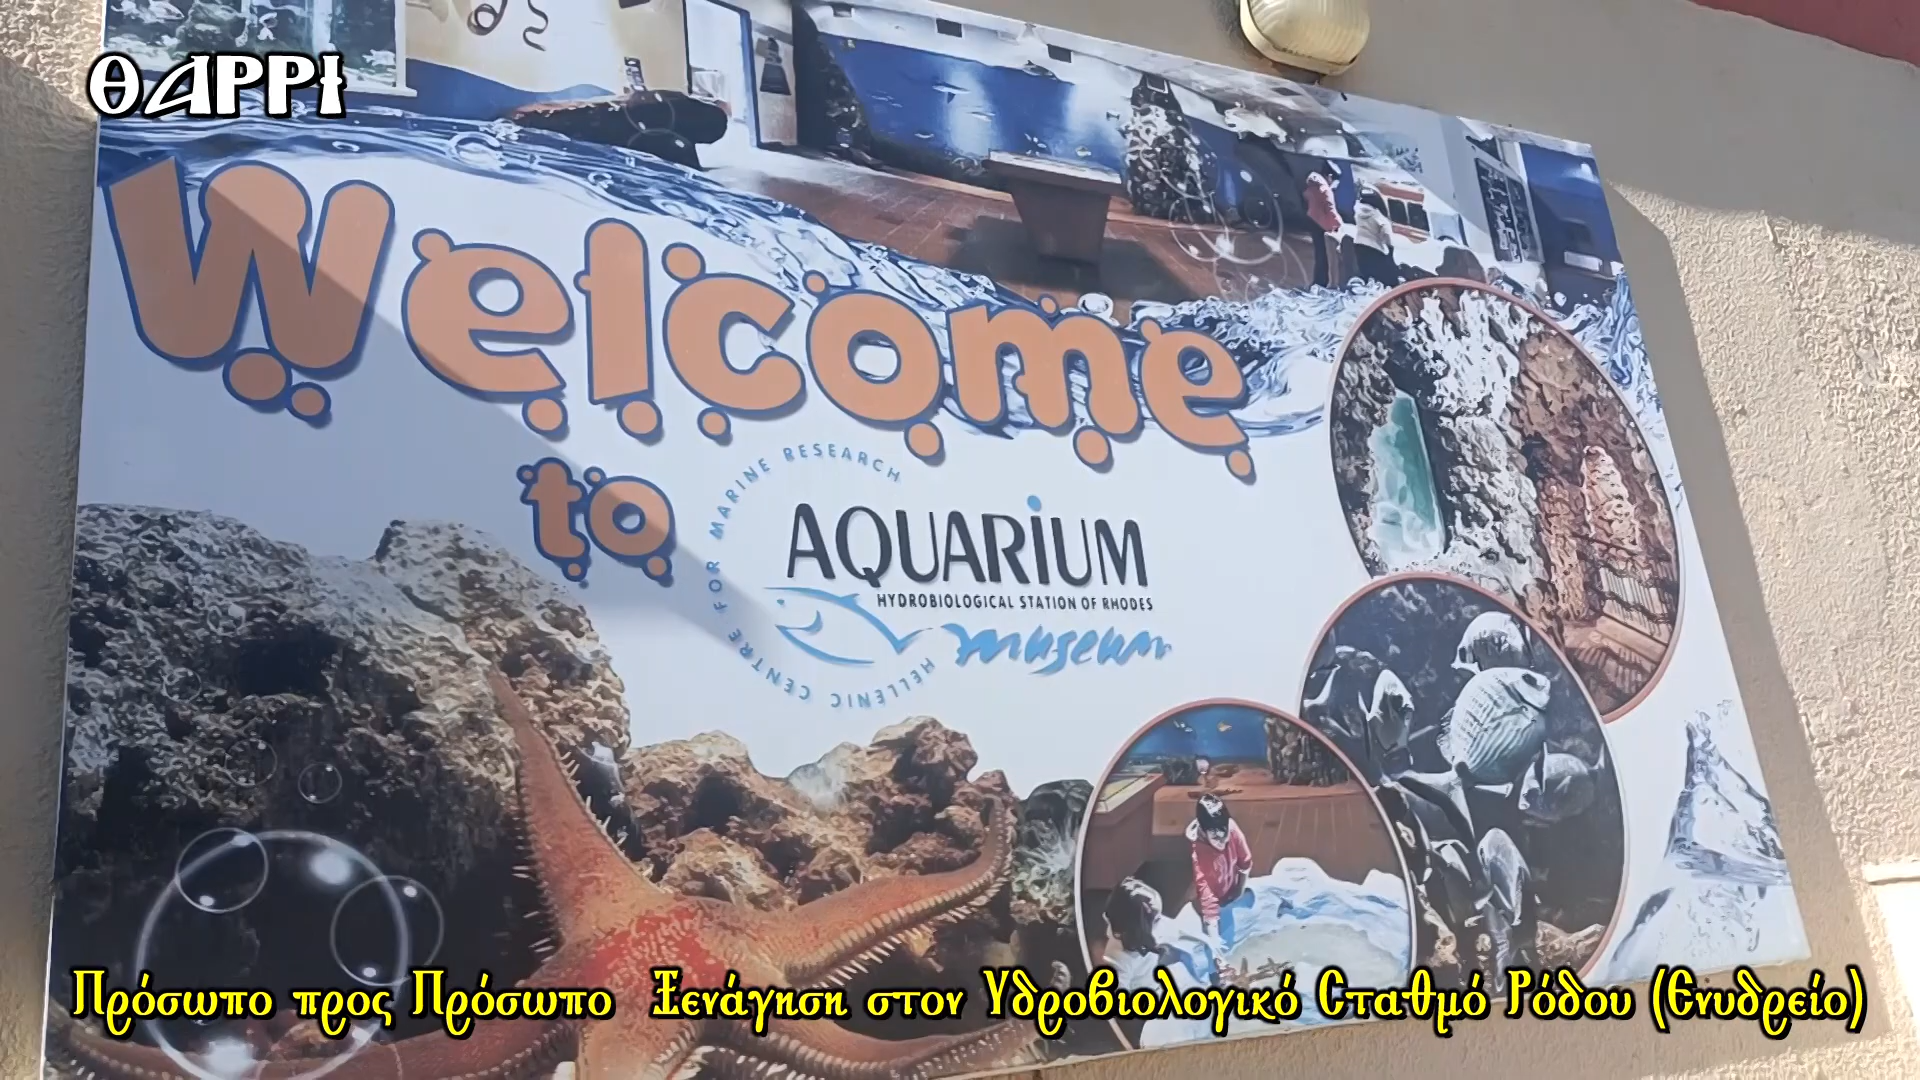 ΘΑΡΡΙ
Welcome
to
HELLENIC CENTRE FOR MARINE RESEARCH
AQUARIUM
HYDROBIOLOGICAL STATION OF RHODES
museum
Πρόσωπο προς Πρόσωπο Ξενάγηση στον Υδροβιολογικό Σταθμό Ρόδου (Ενυδρείο)